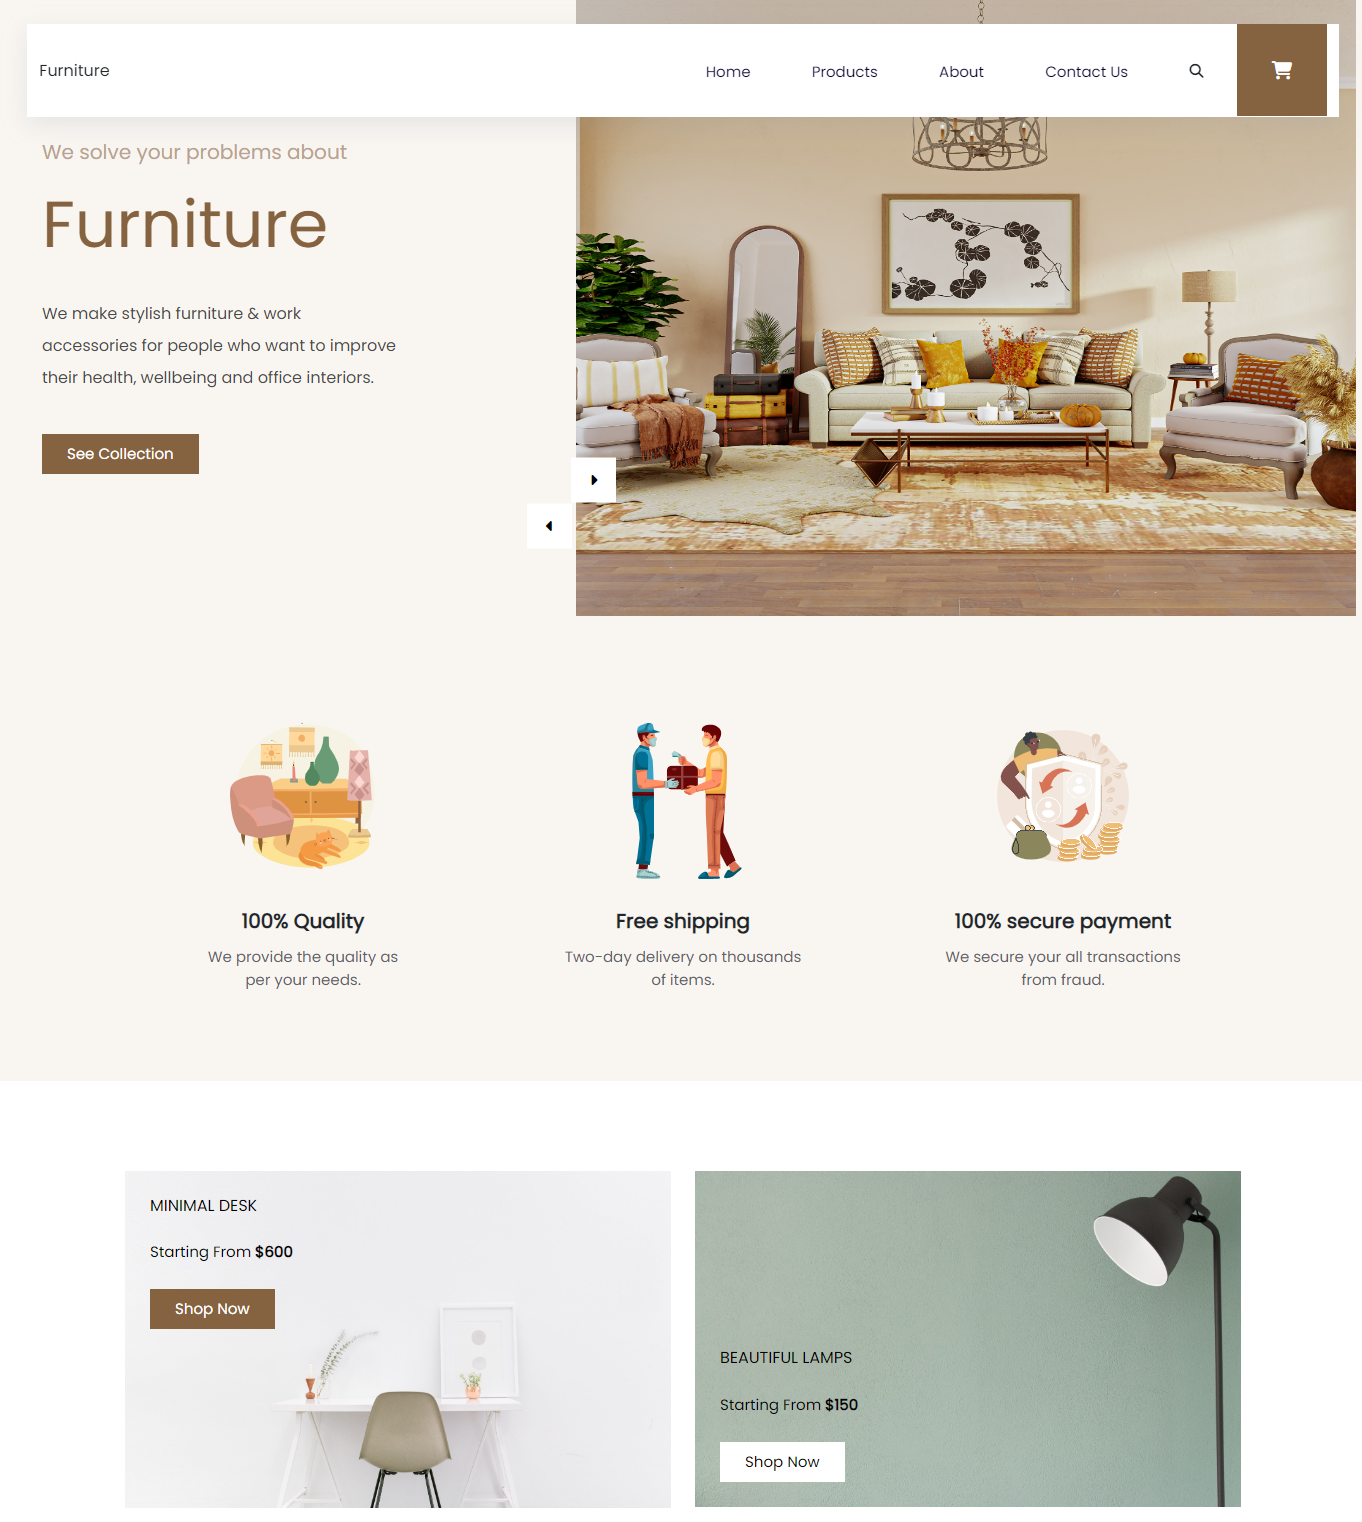 Furniture
Home
Products
About
Contact Us
We solve your problems about
Furniture
We make stylish furniture & work
accessories for people who want to improve
their health, wellbeing and office interiors.
See Collection
100% Quality
We provide the quality as
per your needs.
Free shipping
Two-day delivery on thousands
of items.
100% secure payment
We secure your all transactions
from fraud.
MINIMAL DESK
Starting From $600
Shop Now
BEAUTIFUL LAMPS
Starting From $150
Shop Now